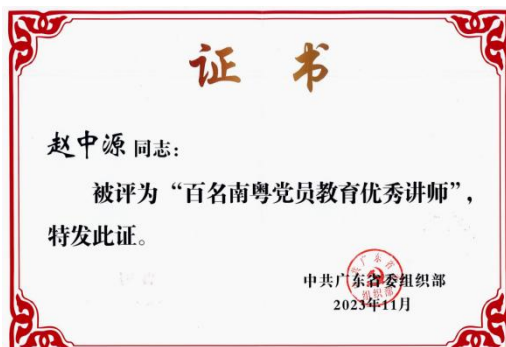 证 书
赵中源 同志：
被评为“百名南粤党员教育优秀讲师”，
特发此证。
中共广东省委组织部
2023年11月